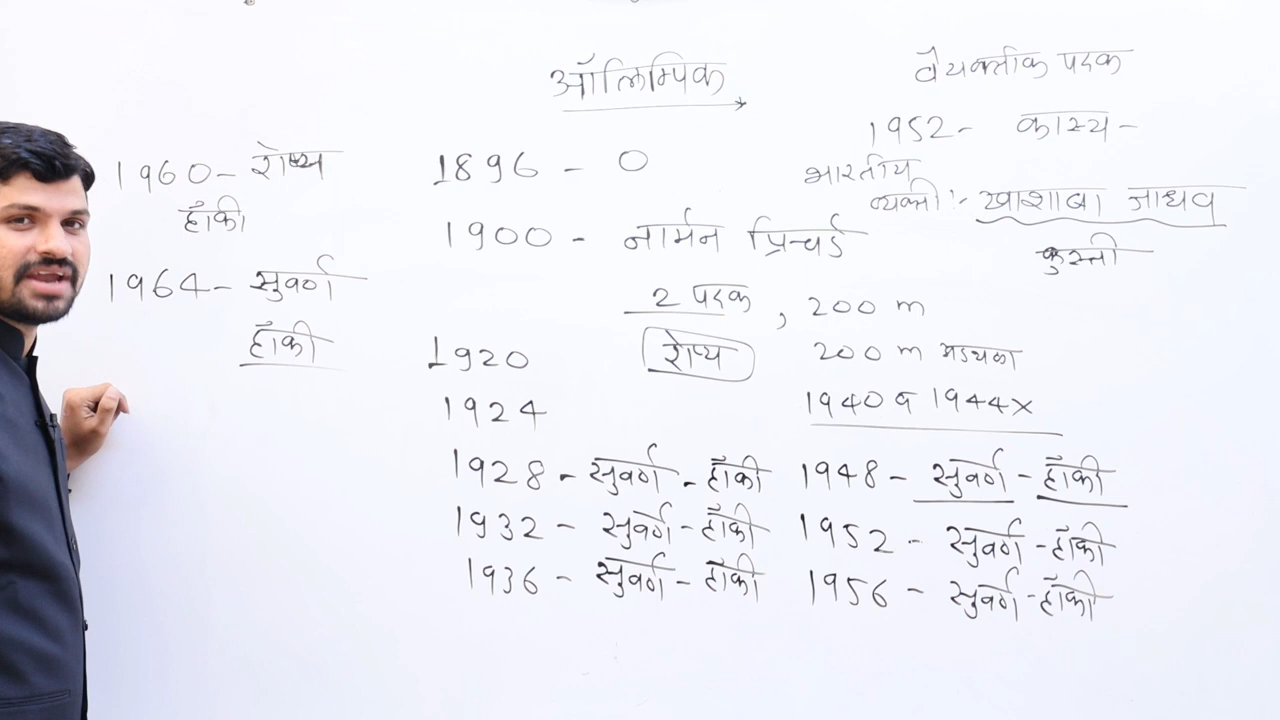 ऑलिम्पिक
1896 - 0
1900 - नार्मन प्रिन्चर्ड
2 पदक , 200 m
रोप्य 200 m अडथळा
1920
1924
1928 - सुवर्ण - हॉकी
1932 - सुवर्ण - हॉकी
1936 - सुवर्ण - हॉकी
1940 व 1944 x
1948 - सुवर्ण - हॉकी
1952 - सुवर्ण - हॉकी
1956 - सुवर्ण - हॉकी
1960 - रोप्य
हॉकी
1964 - सुवर्ण
हॉकी
वैयक्तीक पदक
1952 - कास्य -
भारतीय
व्यक्ती :- खाशाबा जाधव
कुस्ती